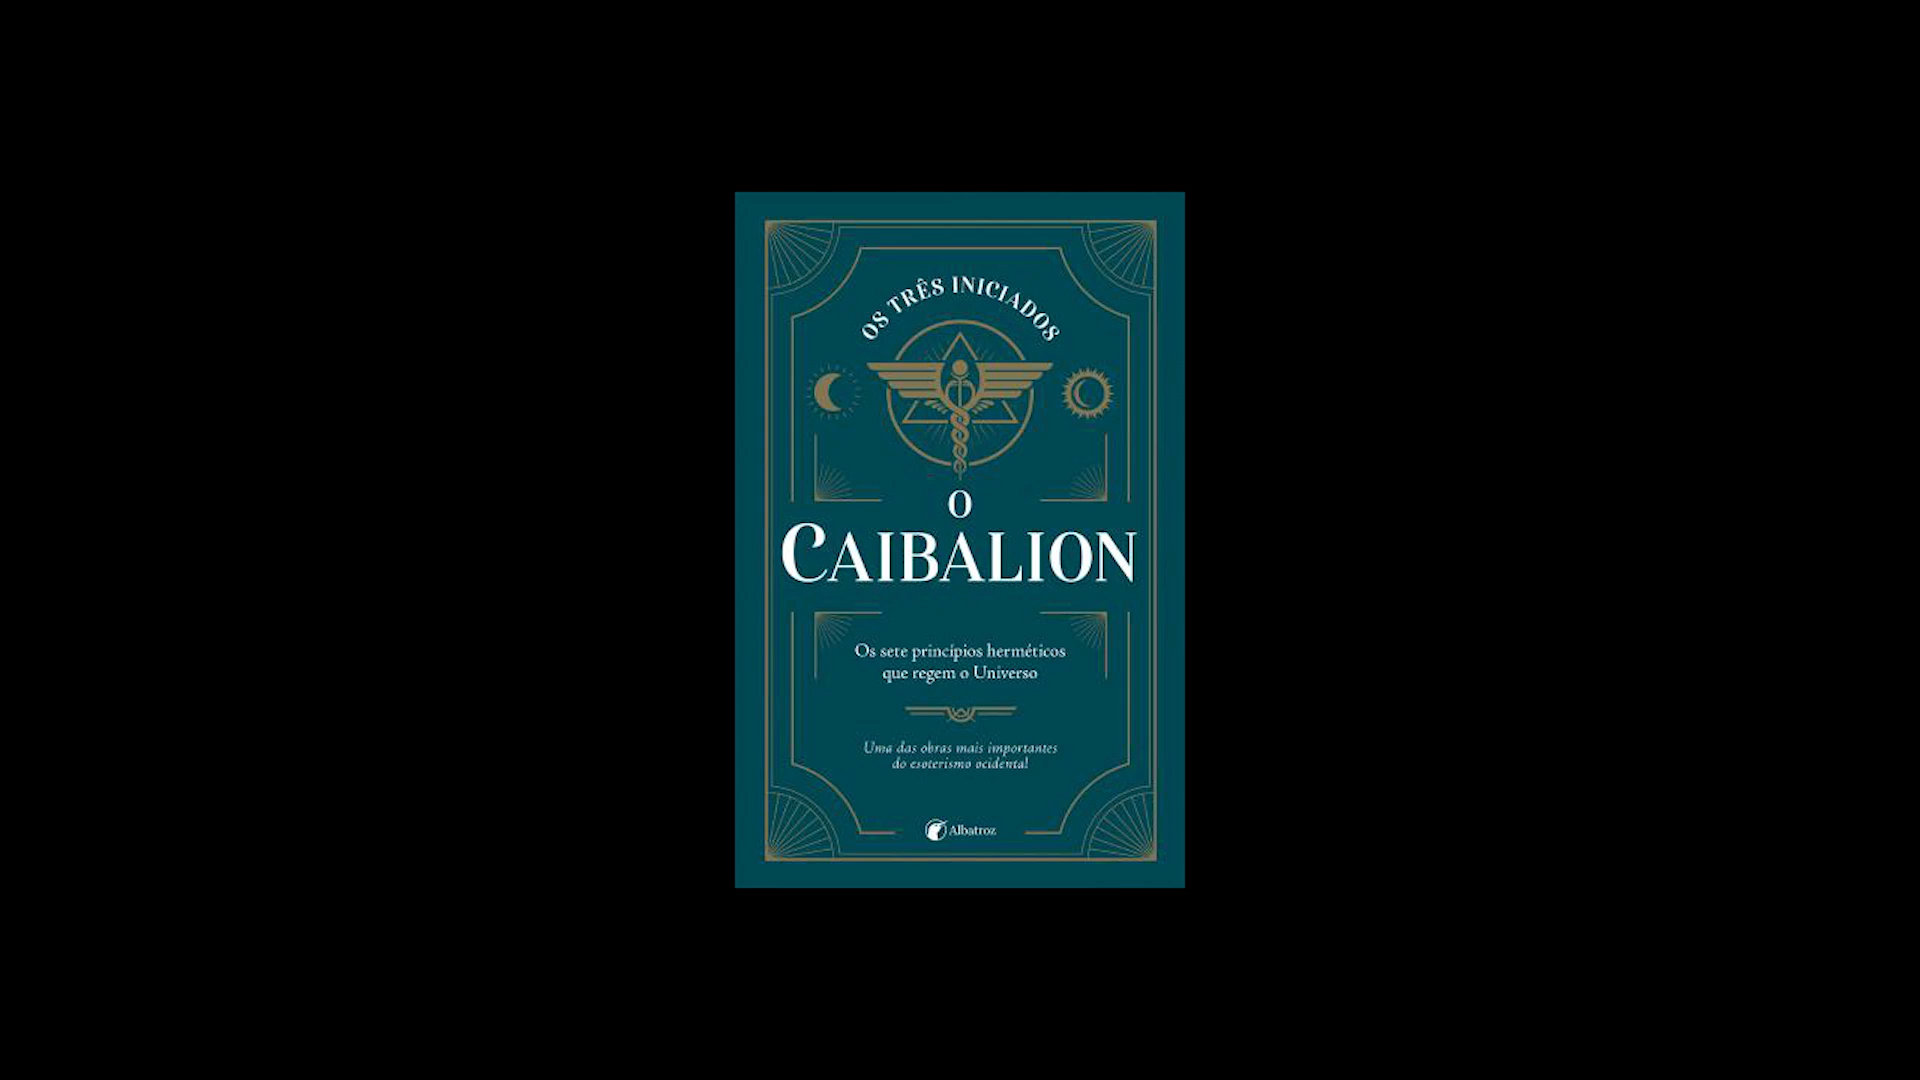 OS TRÊS INICIADOS
O
CAIBALION
Os sete princípios herméticos
que regem o Universo
Uma das obras mais importantes
do esoterismo ocidental
Albatroz